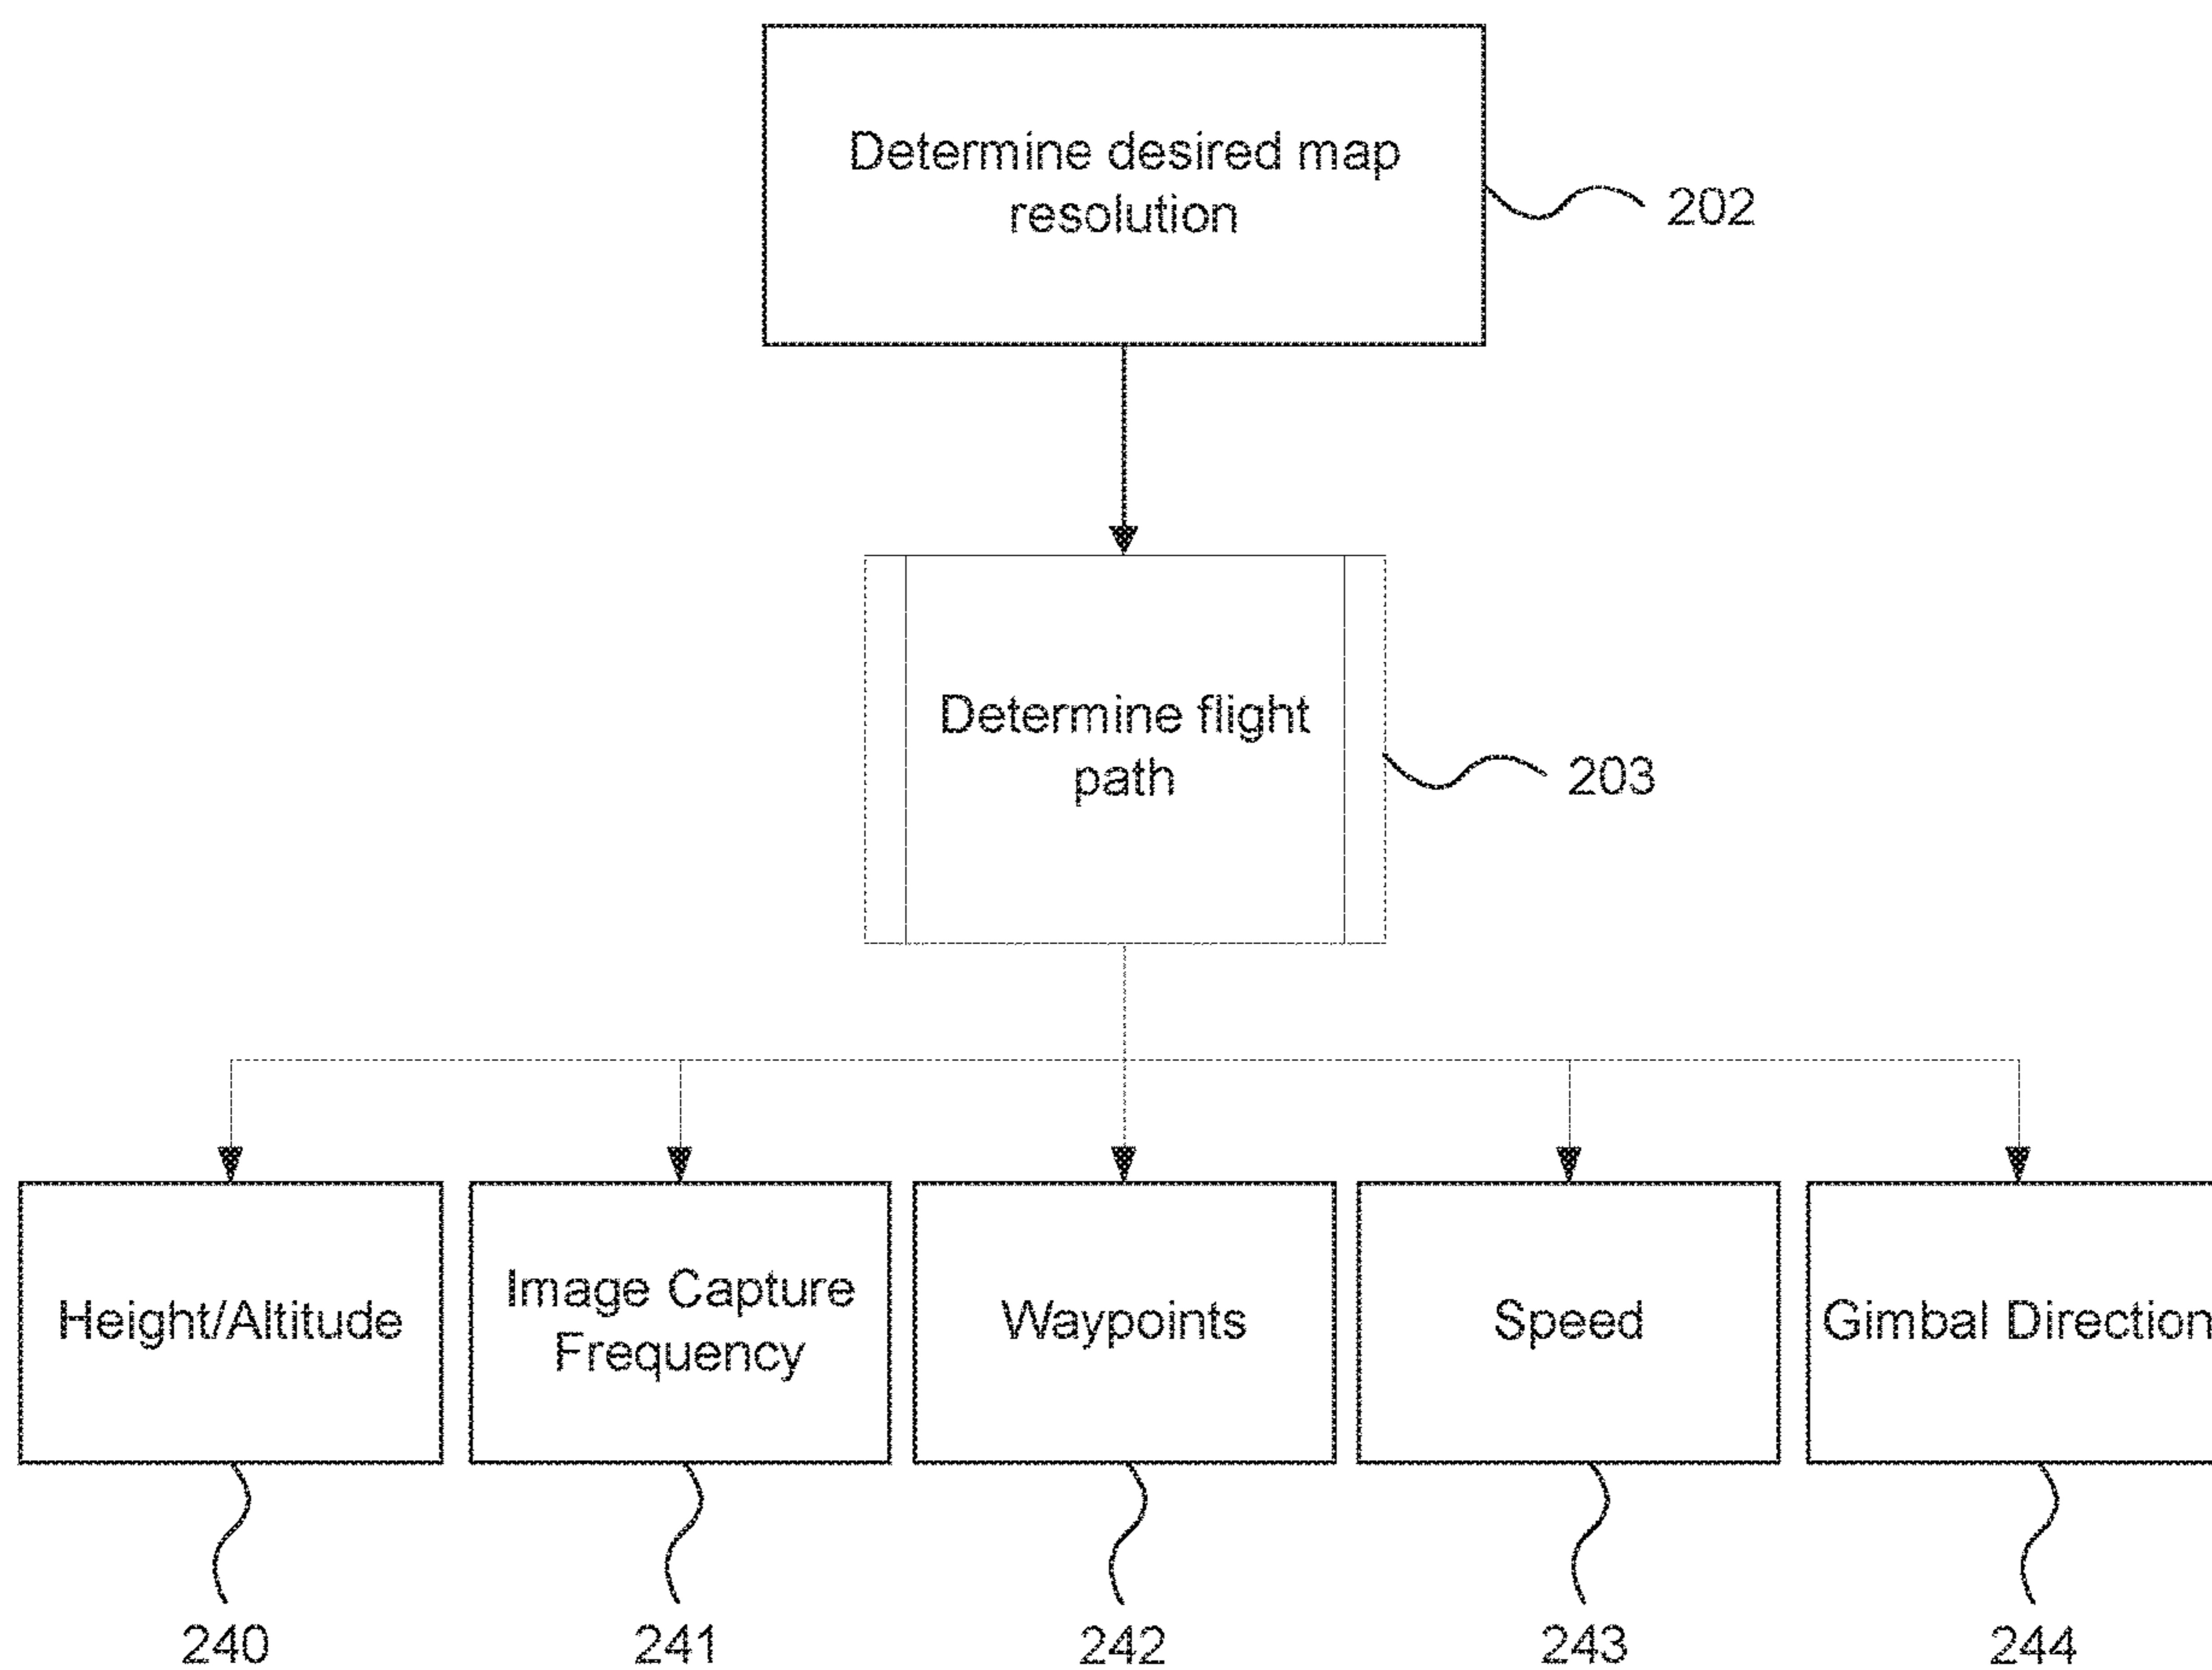 Determine desired map
resolution
202
Determine flight
path
203
Height/Altitude
Image Capture
Frequency
Waypoints
Speed
Gimbal Direction
240
241
242
243
244